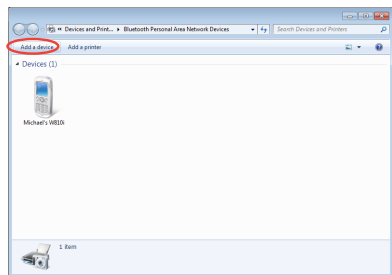 « Devices and Print... ▸ Bluetooth Personal Area Network Devices
Search Devices and Printers
Add a device
Add a printer
Devices (1)
Michael's W810i
1 item